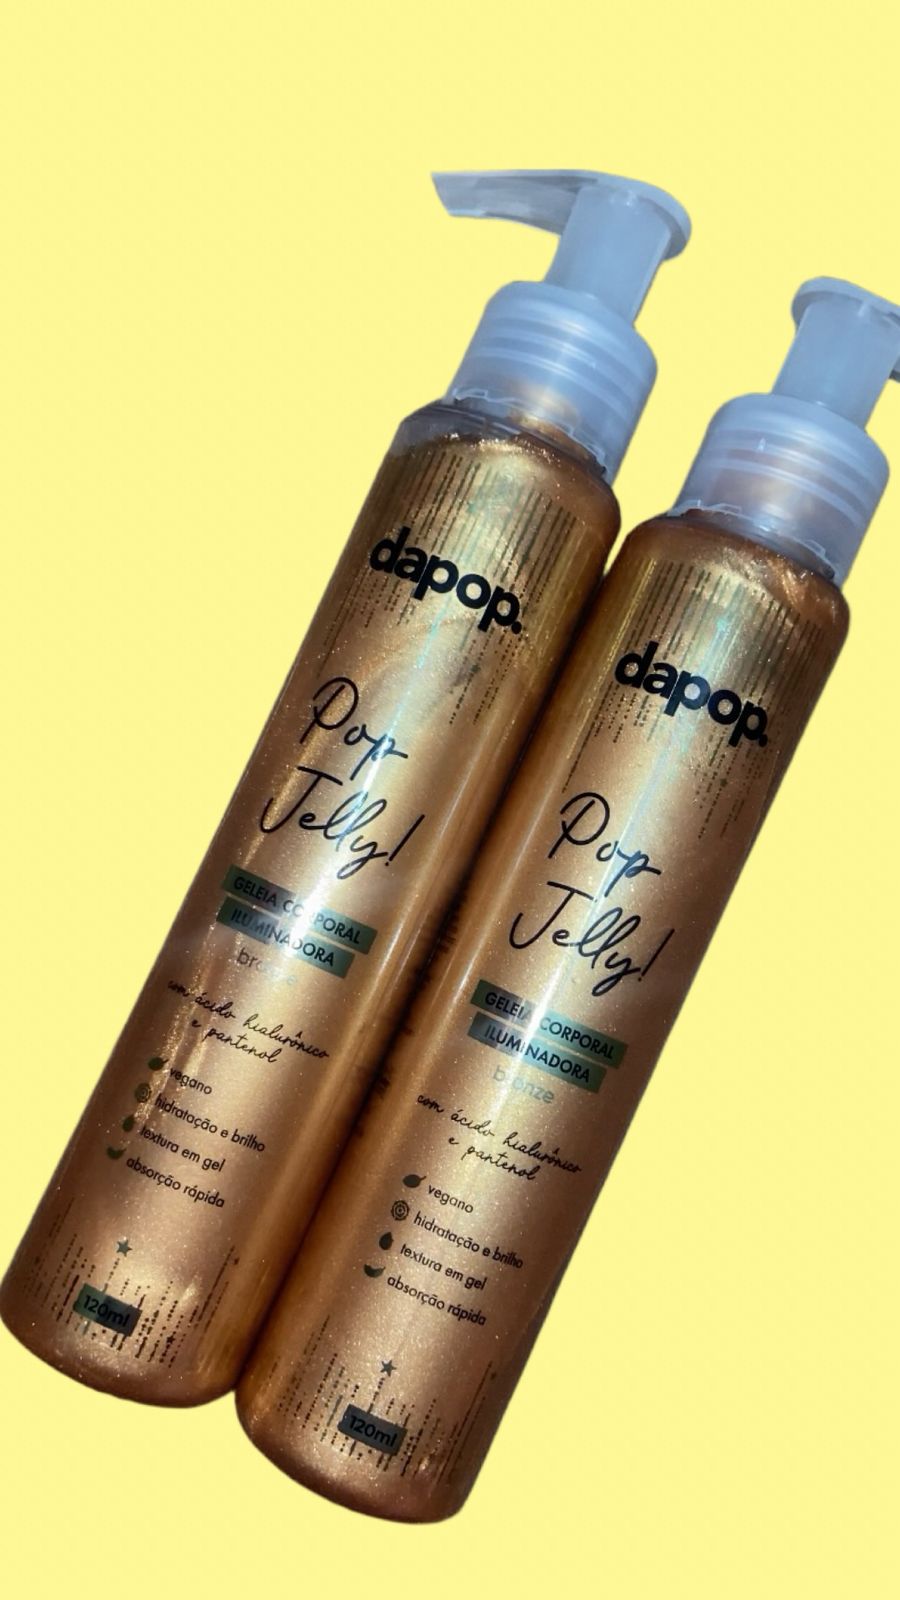 dapop.
Pop
Jelly!
GELEIA CORPORAL
ILUMINADORA
bronze
com ácido hialurônico
e pantenol
vegano
hidratação e brilho
textura em gel
absorção rápida
120ml
dapop.
Pop
Jelly!
GELEIA CORPORAL
ILUMINADORA
bronze
com ácido hialurônico
e pantenol
vegano
hidratação e brilho
textura em gel
absorção rápida
120ml